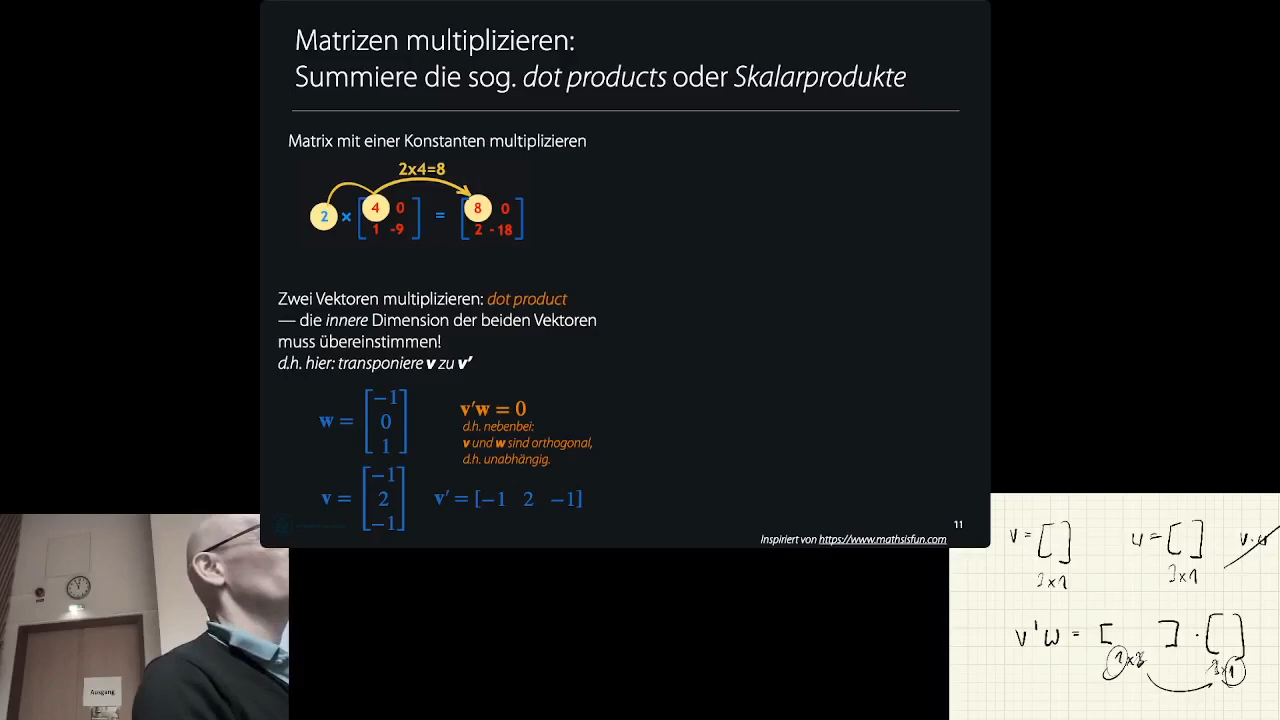 Matrizen multiplizieren:
Summiere die sog. dot products oder Skalarprodukte
Matrix mit einer Konstanten multiplizieren
2x4=8
2 × [ 4 0 ] = [ 8 0 ]
1 -9 2 -18
Zwei Vektoren multiplizieren: dot product
— die innere Dimension der beiden Vektoren
muss übereinstimmen!
d.h. hier: transponiere v zu v'
w = [ −1 0 1 ]
v'w = 0
d.h. nebenbei:
v und w sind orthogonal,
d.h. unabhängig.
v = [ −1 2 −1 ]
v' = [−1 2 −1]
11
Inspiriert von https://www.mathsisfun.com
Ausgang
v = [ ] w = [ ] v · w
3x1 3x1
v'w = [ ] · [ ]